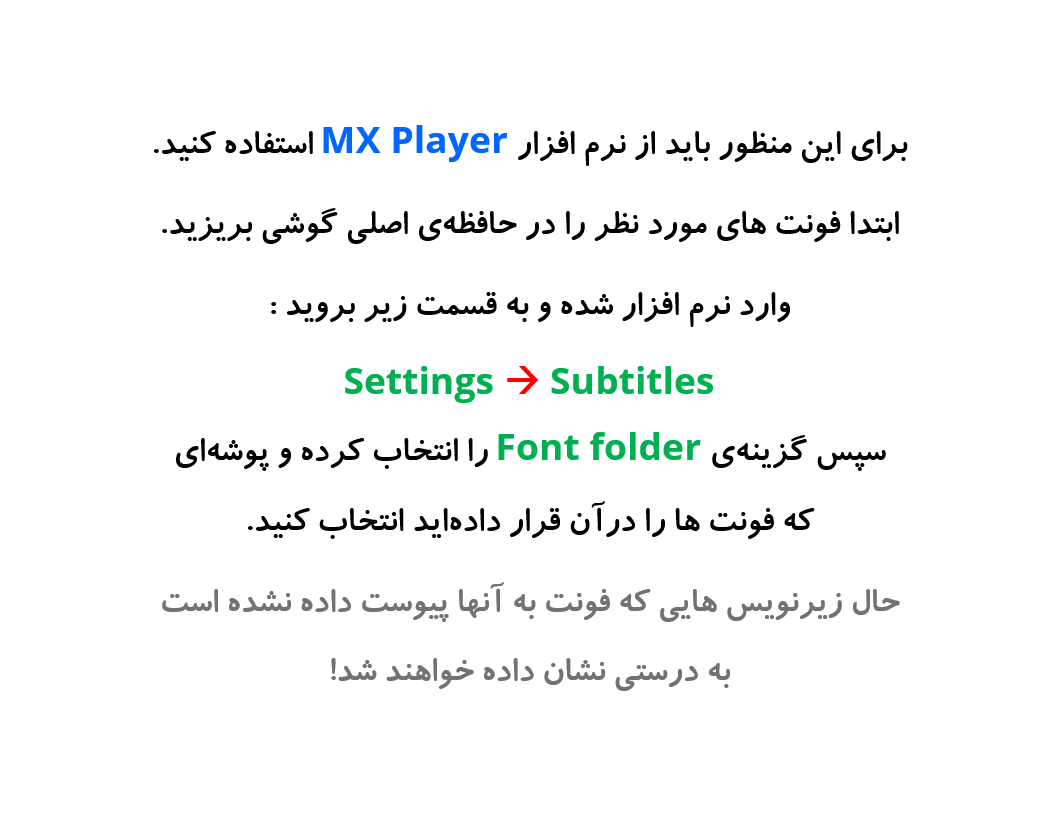 برای این منظور باید از نرم افزار MX Player استفاده کنید.
ابتدا فونت های مورد نظر را در حافظه‌ی اصلی گوشی بریزید.
وارد نرم افزار شده و به قسمت زیر بروید :
Settings → Subtitles
سپس گزینه‌ی Font folder را انتخاب کرده و پوشه‌ای
که فونت ها را درآن قرار داده‌اید انتخاب کنید.
حال زیرنویس هایی که فونت به آنها پیوست داده نشده است
به درستی نشان داده خواهند شد!